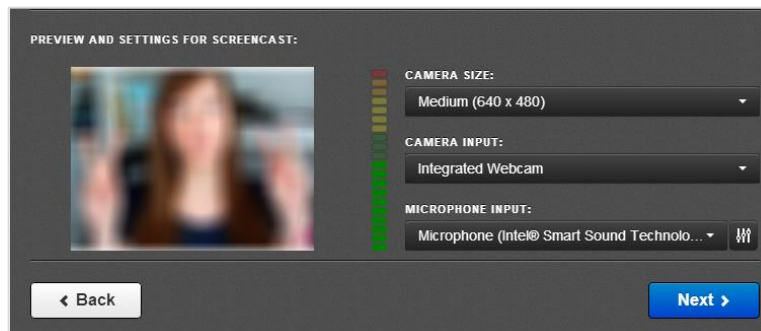 PREVIEW AND SETTINGS FOR SCREENCAST:
CAMERA SIZE:
Medium (640 x 480)
CAMERA INPUT:
Integrated Webcam
MICROPHONE INPUT:
Microphone (Intel® Smart Sound Technolo...
Back
Next